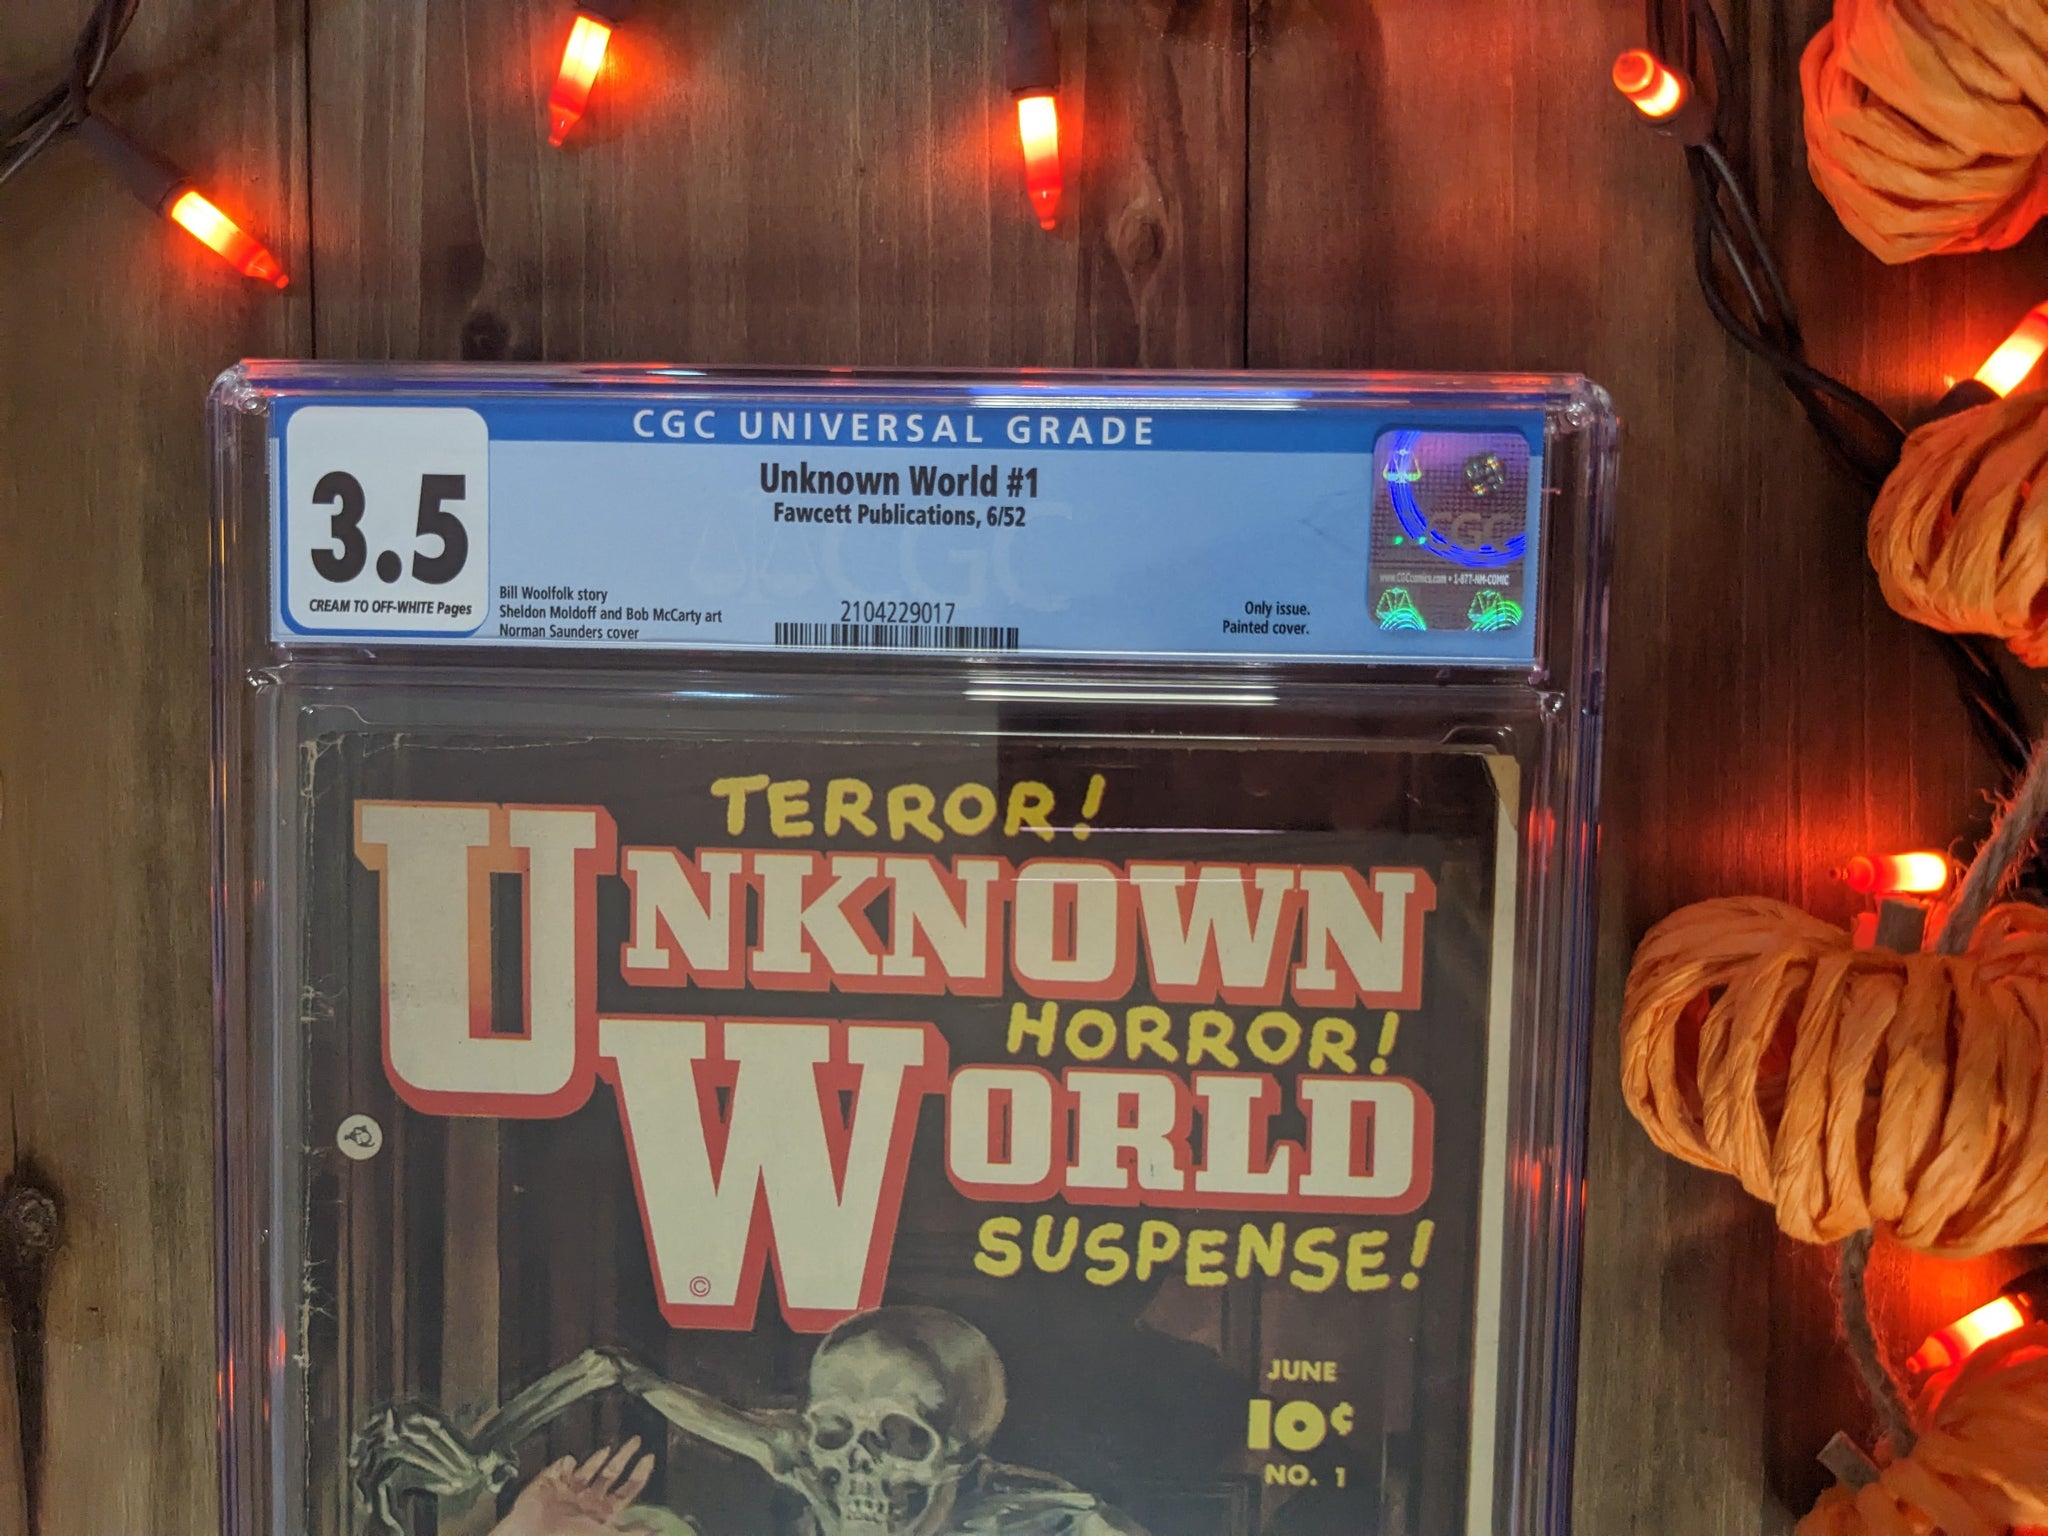 CGC UNIVERSAL GRADE
3.5
CREAM TO OFF-WHITE Pages
Unknown World #1
Fawcett Publications, 6/52
Bill Woolfolk story
Sheldon Moldoff and Bob McCarty art
Norman Saunders cover
2104229017
Only issue.
Painted cover.
CGC
CGC
www.CGCcomics.com • 1-877-NM-COMIC
TERROR!
UNKNOWN
HORROR!
WORLD
©
SUSPENSE!
JUNE
10¢
NO. 1